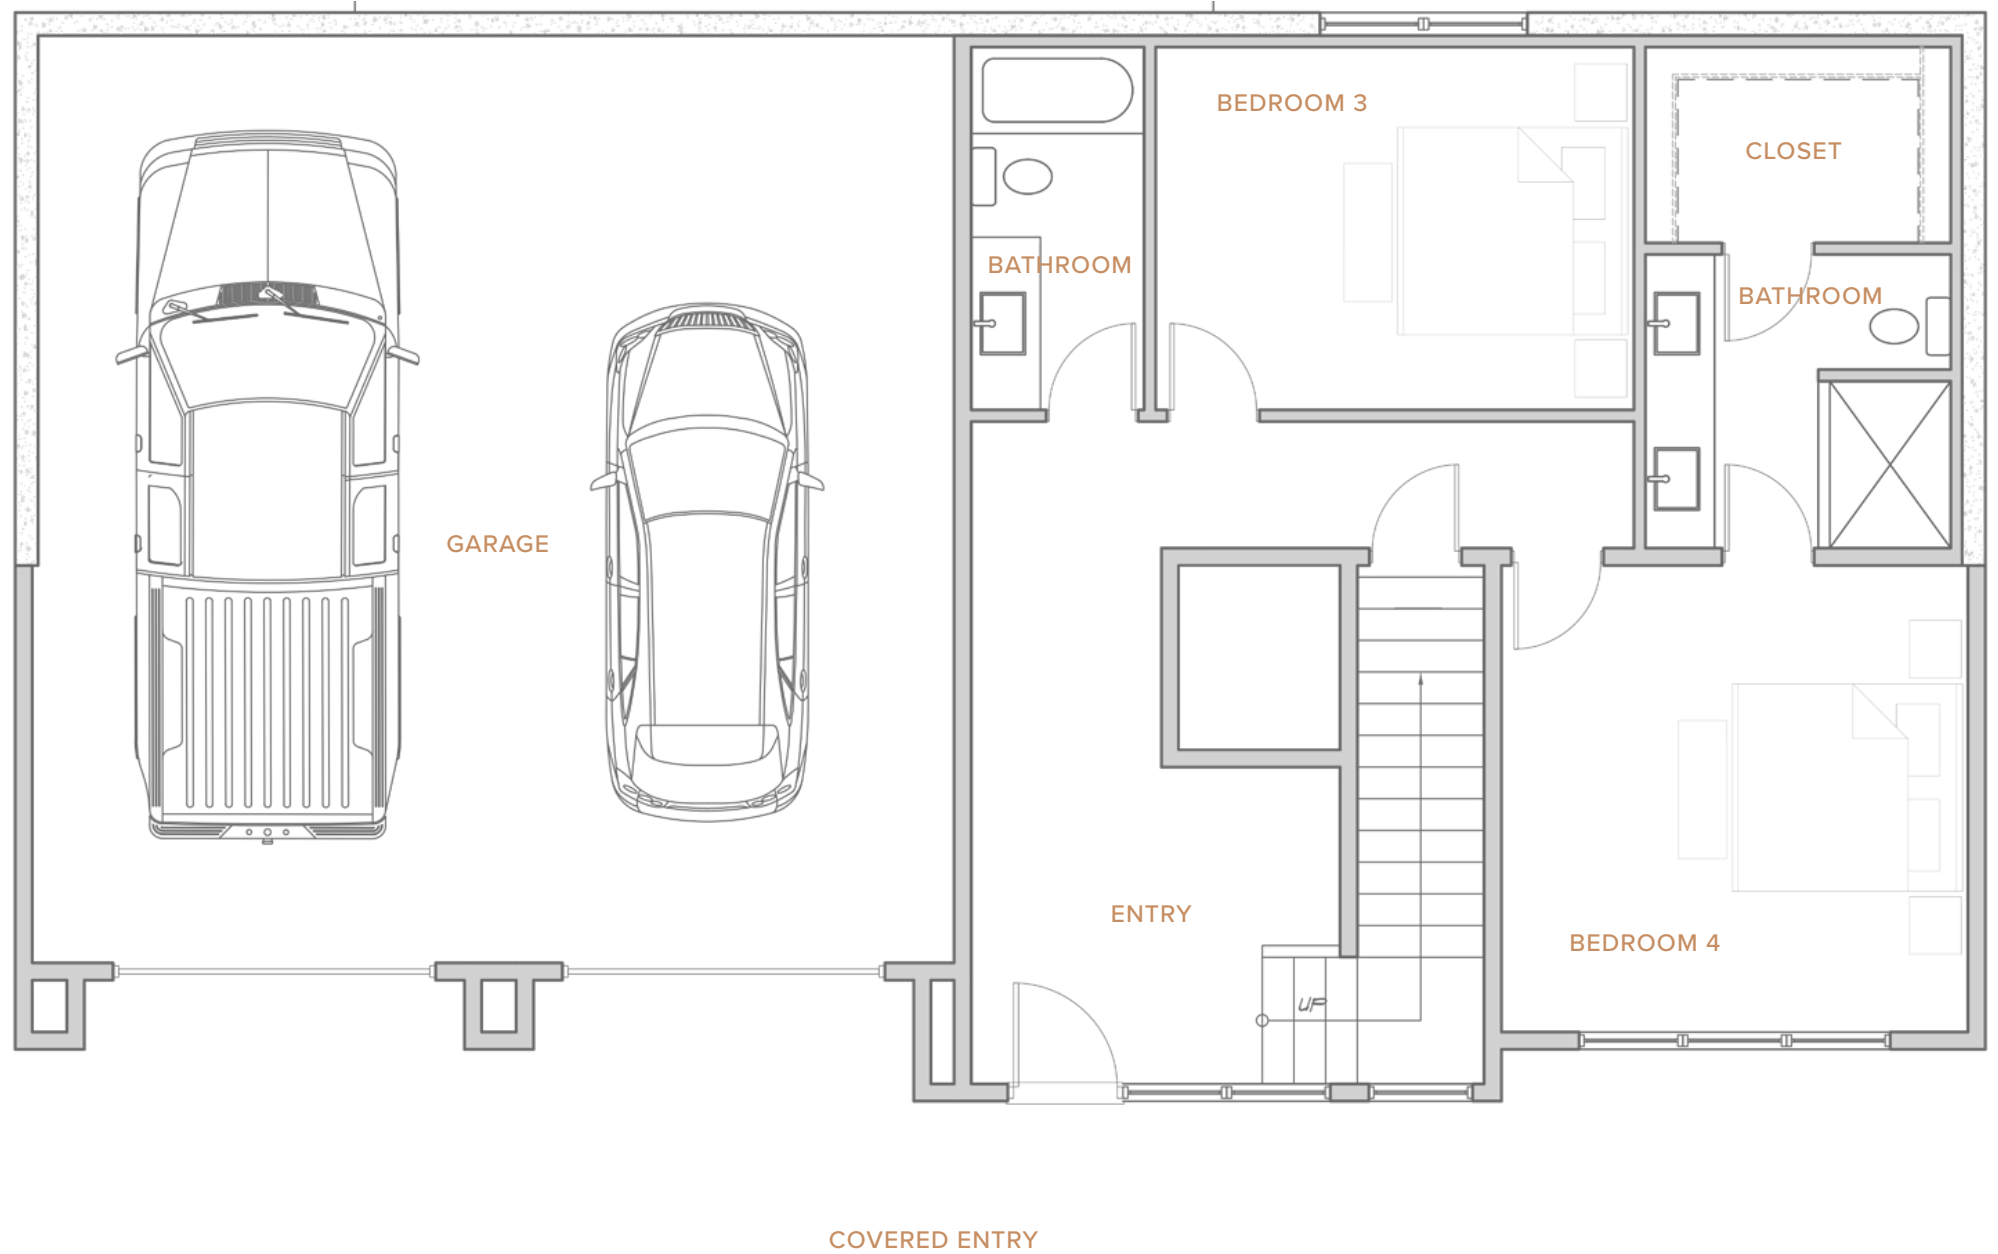 BEDROOM 3
CLOSET
BATHROOM
BATHROOM
GARAGE
ENTRY
BEDROOM 4
UP
COVERED ENTRY